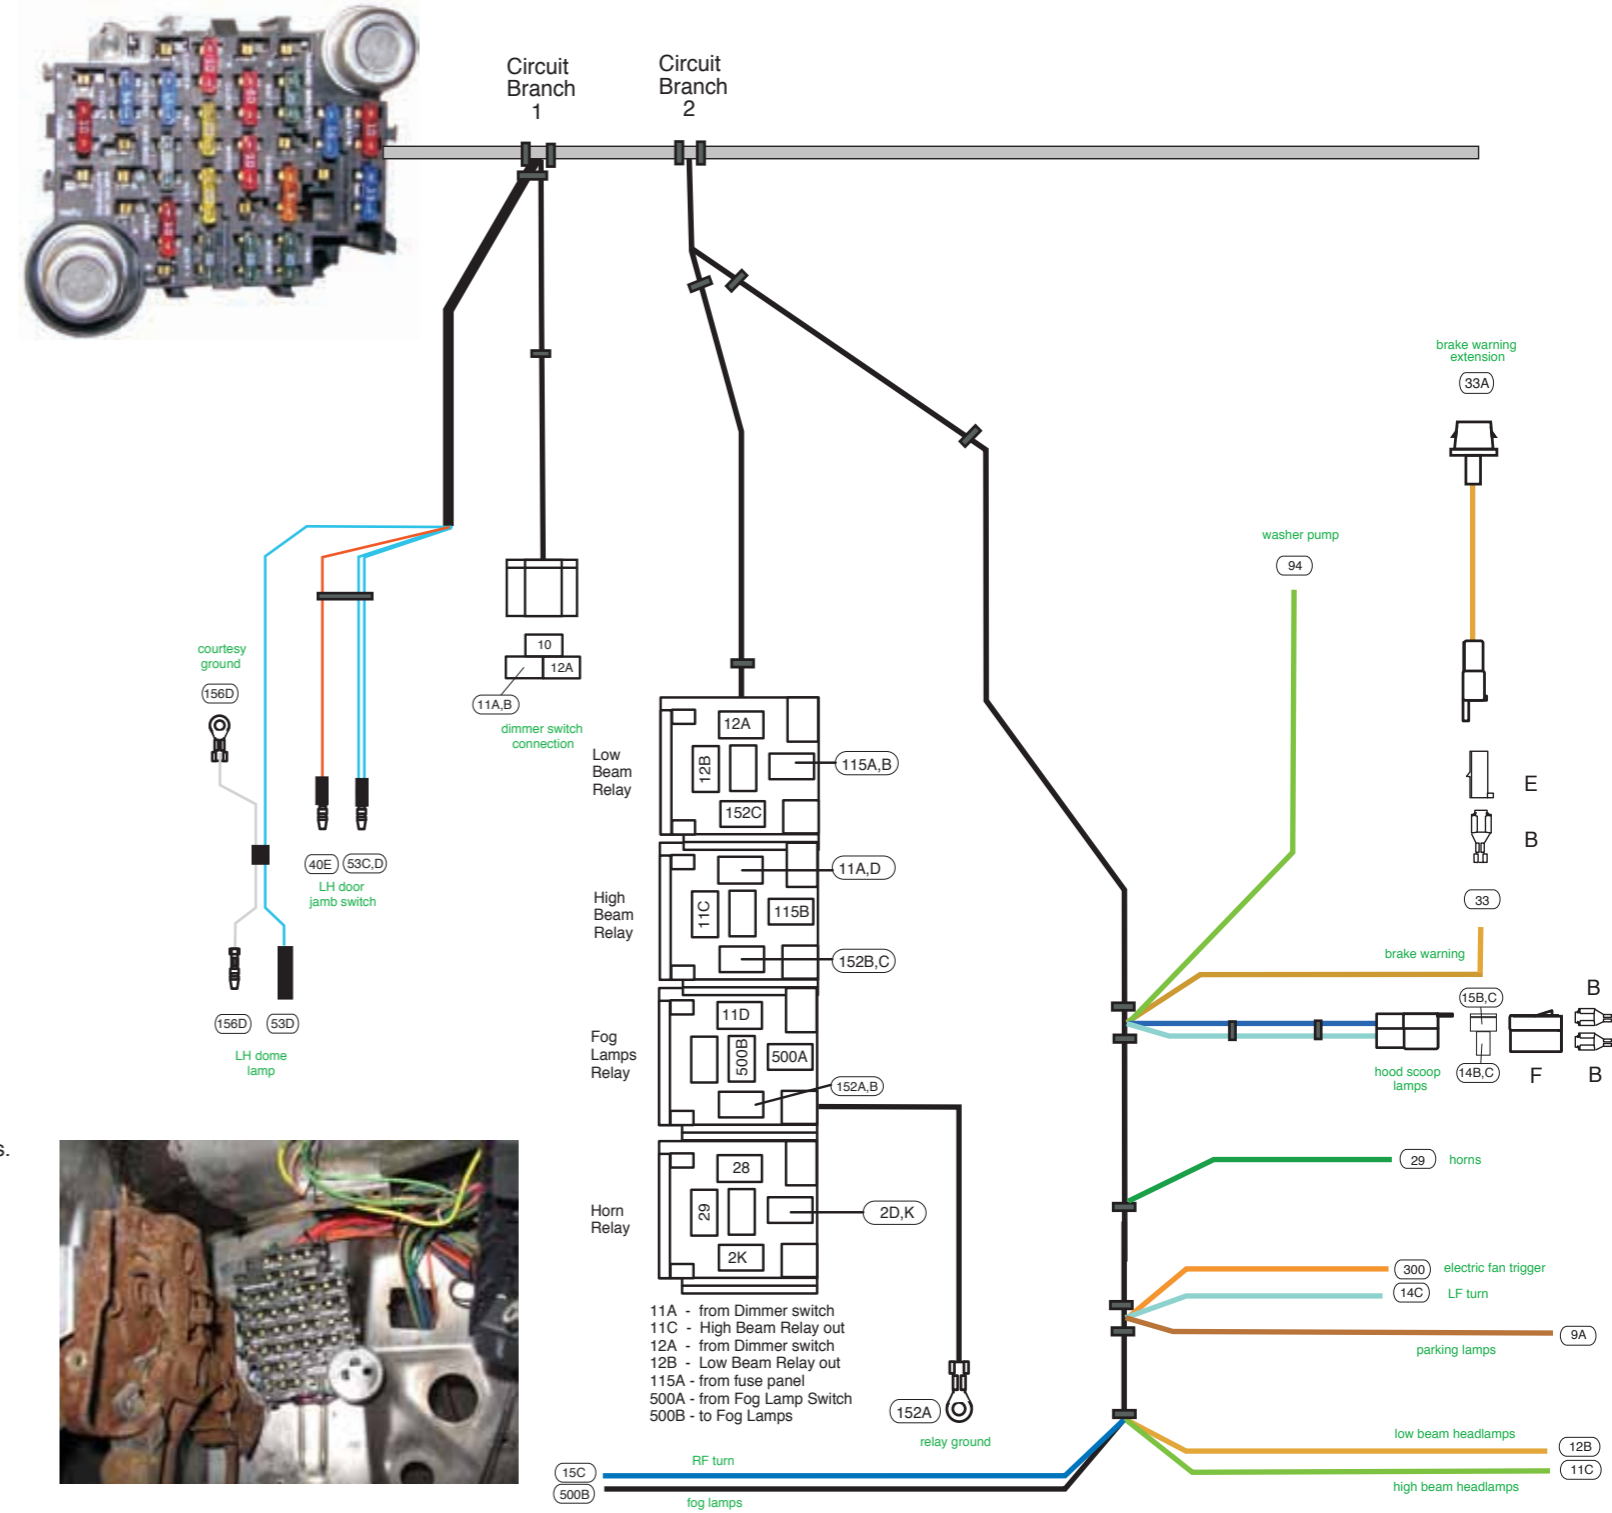 Circuit
Branch
1
Circuit
Branch
2
brake warning
extension
33A
washer pump
94
courtesy
ground
156D
10
12A
11A,B
dimmer switch
connection
40E
53C,D
LH door
jamb switch
156D
53D
LH dome
lamp
Low
Beam
Relay
12A
12B
115A,B
152C
High
Beam
Relay
11A,D
11C
115B
152B,C
Fog
Lamps
Relay
11D
500B
500A
152A,B
Horn
Relay
28
29
2D,K
2K
11A - from Dimmer switch
11C - High Beam Relay out
12A - from Dimmer switch
12B - Low Beam Relay out
115A - from fuse panel
500A - from Fog Lamp Switch
500B - to Fog Lamps
152A
relay ground
E
B
33
brake warning
15B,C
B
hood scoop
lamps
14B,C
F
B
29
horns
300
electric fan trigger
14C
LF turn
9A
parking lamps
low beam headlamps
12B
11C
high beam headlamps
RF turn
15C
500B
fog lamps
s.